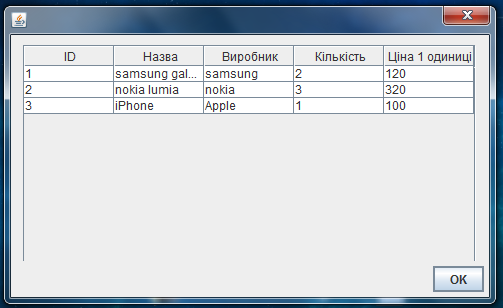 ID Назва Виробник Кількість Ціна 1 одиниці
1 samsung gal... samsung 2 120
2 nokia lumia nokia 3 320
3 iPhone Apple 1 100
OK